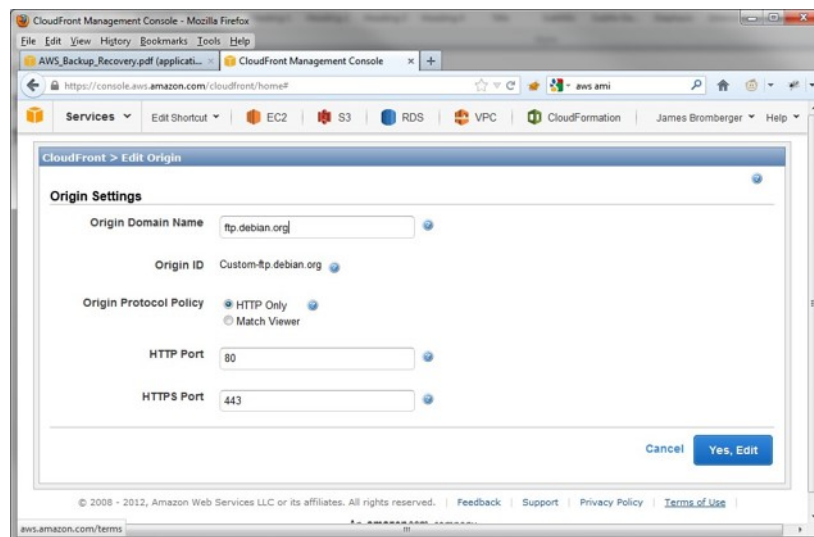 CloudFront Management Console - Mozilla Firefox
File Edit View History Bookmarks Tools Help
AWS_Backup_Recovery.pdf (applicati... × CloudFront Management Console × +
https://console.aws.amazon.com/cloudfront/home# aws ami
Services Edit Shortcut EC2 S3 RDS VPC CloudFormation James Bromberger Help
CloudFront > Edit Origin
Origin Settings
Origin Domain Name ftp.debian.org
Origin ID Custom-ftp.debian.org
Origin Protocol Policy HTTP Only
Match Viewer
HTTP Port 80
HTTPS Port 443
Cancel Yes, Edit
© 2008 - 2012, Amazon Web Services LLC or its affiliates. All rights reserved. | Feedback | Support | Privacy Policy | Terms of Use |
aws.amazon.com/terms